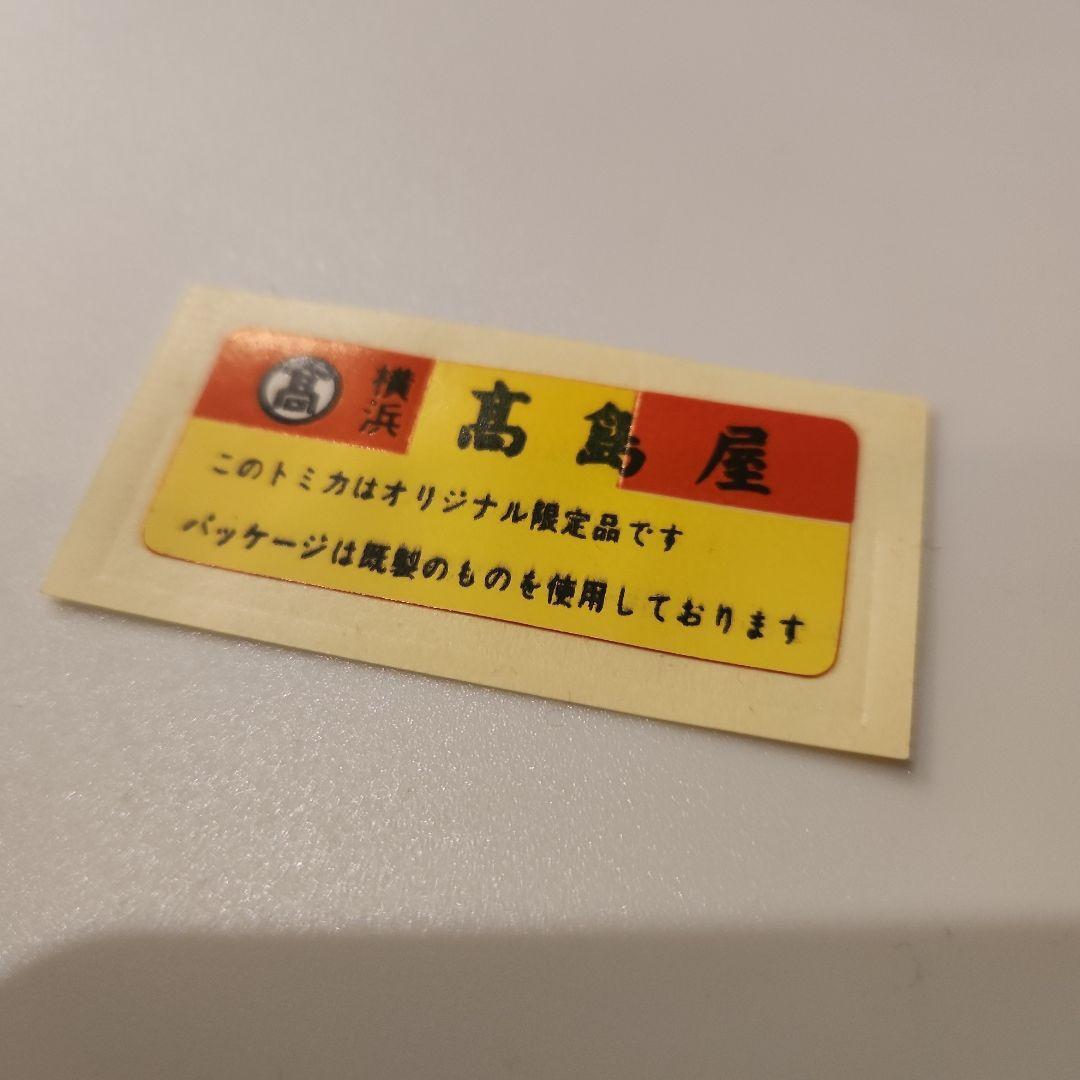 髙 横浜 髙島屋
このトミカはオリジナル限定品です
パッケージは既製のものを使用しております